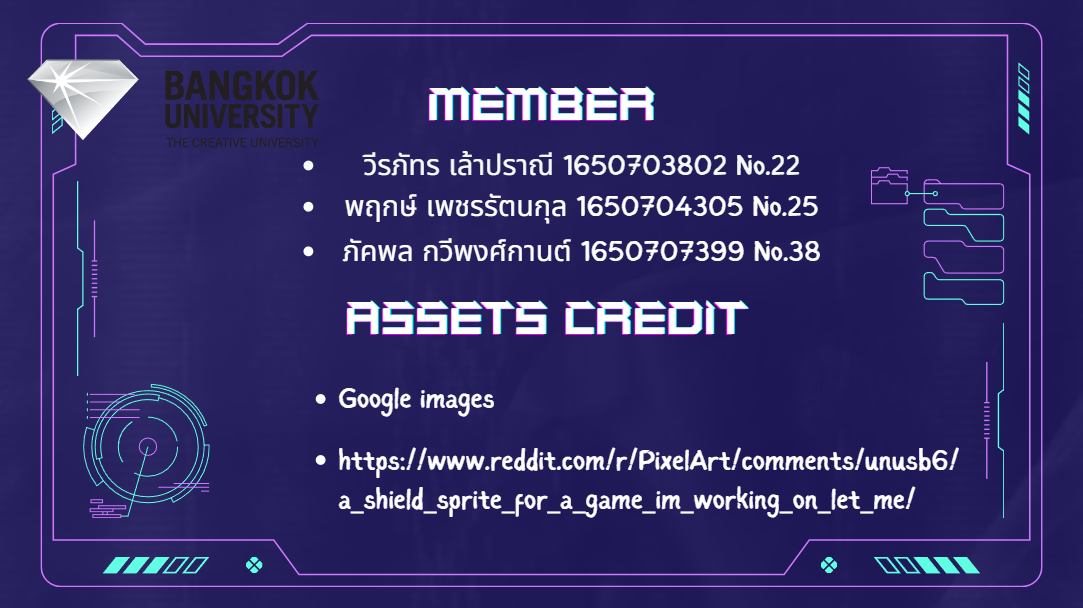 BANGKOK
UNIVERSITY
THE CREATIVE UNIVERSITY
MEMBER
• วีรภัทร เล้าปราณี 1650703802 No.22
• พฤกษ์ เพชรรัตนกุล 1650704305 No.25
• ภัคพล กวีพงศ์กานต์ 1650707399 No.38
ASSETS CREDIT
• Google images
• https://www.reddit.com/r/PixelArt/comments/unusb6/
a_shield_sprite_for_a_game_im_working_on_let_me/